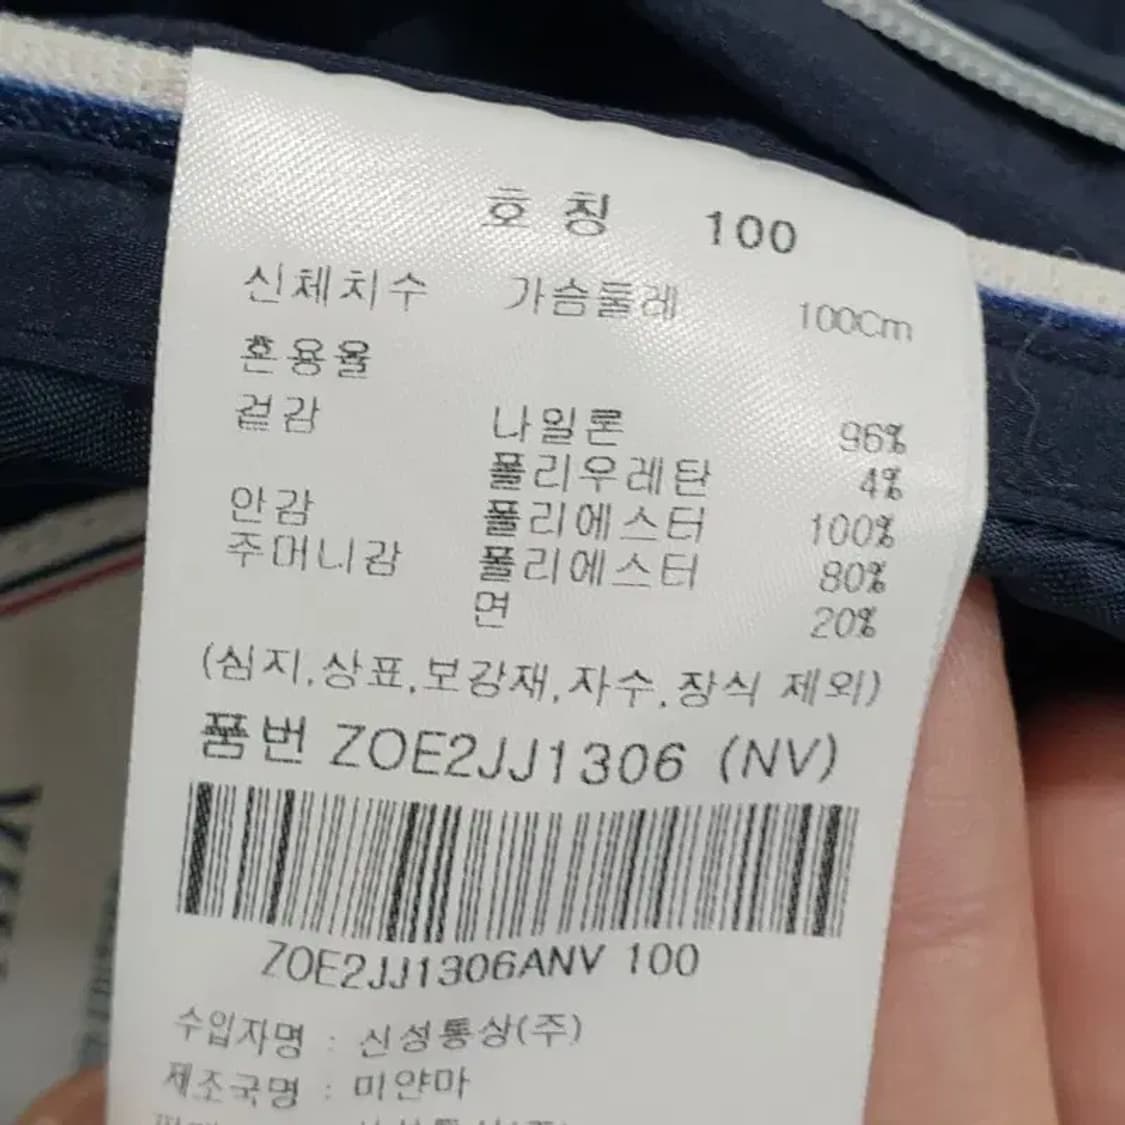 호칭 100
신체치수 가슴둘레 100Cm
혼용율
겉감 나일론 96%
폴리우레탄 4%
안감 폴리에스터 100%
주머니감 폴리에스터 80%
면 20%
(심지,상표,보강재,자수,장식 제외)
품번 ZOE2JJ1306 (NV)
ZOE2JJ1306ANV 100
수입자명 : 신성통상(주)
제조국명 : 미얀마